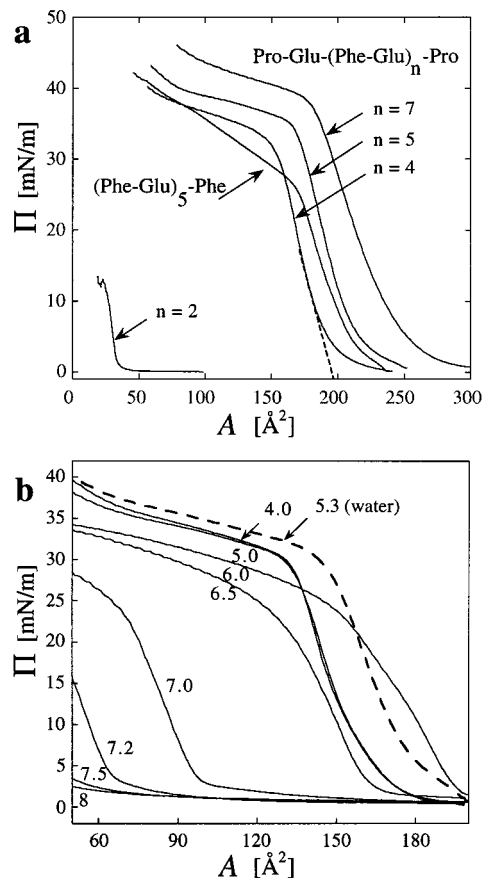 a
50
40
30
20
10
0
Π [mN/m]
Pro-Glu-(Phe-Glu)n-Pro
n = 7
n = 5
n = 4
(Phe-Glu)5-Phe
n = 2
0 50 100 150 200 250 300
A [Å2]
b
40
35
30
25
20
15
10
5
0
Π [mN/m]
4.0
5.3 (water)
5.0
6.0
6.5
7.0
7.2
7.5
8
60 90 120 150 180
A [Å2]